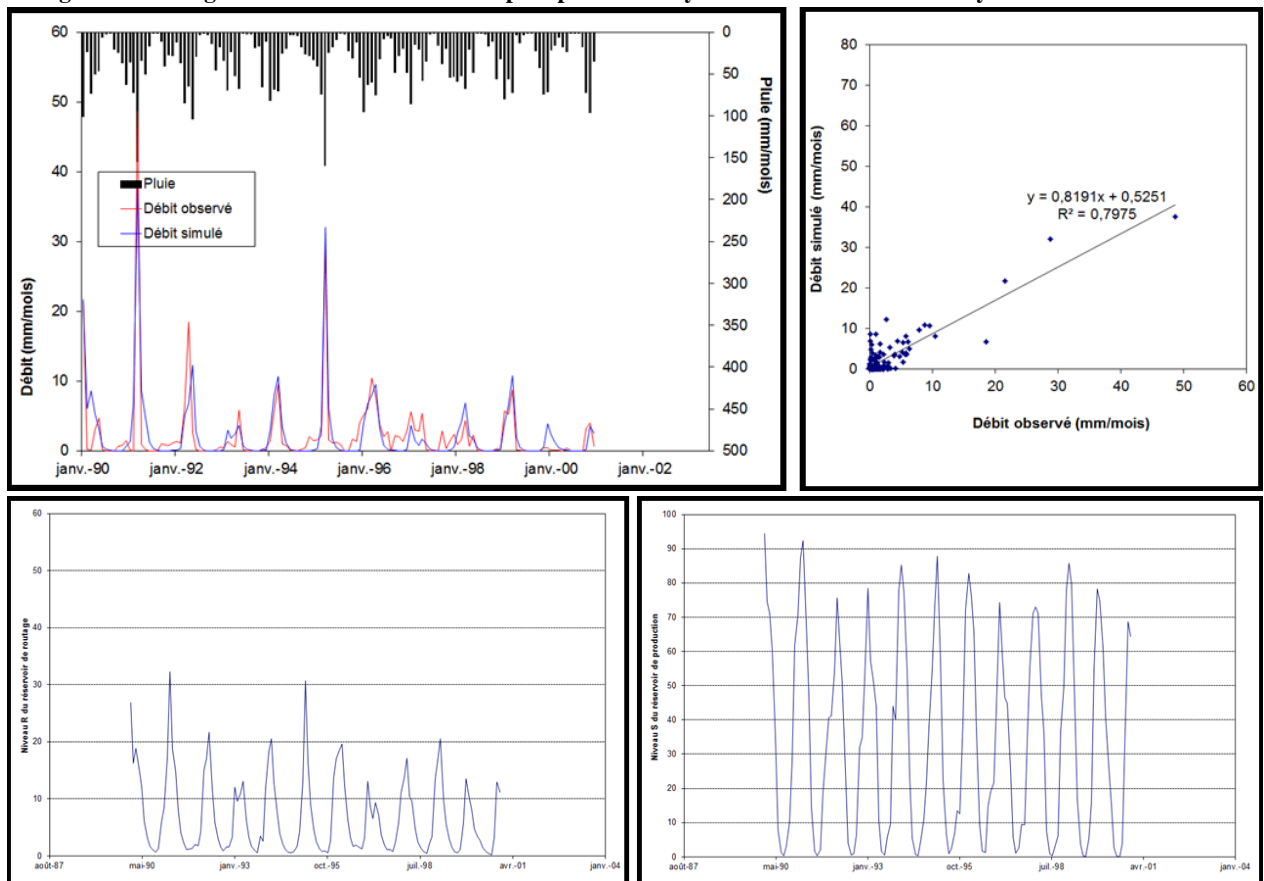 60
50
40
30
20
10
0
Débit (mm/mois)
0
50
100
150
200
250
300
350
400
450
500
Pluie (mm/mois)
Pluie
Débit observé
Débit simulé
janv.-90
janv.-92
janv.-94
janv.-96
janv.-98
janv.-00
janv.-02
80
70
60
50
40
30
20
10
0
Débit simulé (mm/mois)
y = 0,8191x + 0,5251
R² = 0,7975
0
10
20
30
40
50
60
Débit observé (mm/mois)
60
50
40
30
20
10
0
Niveau R du réservoir de routage
août-87
mai-90
janv.-93
oct.-95
juil.-98
avr.-01
janv.-04
100
90
80
70
60
50
40
30
20
10
0
Niveau S du réservoir de production
août-87
mai-90
janv.-93
oct.-95
juil.-98
avr.-01
janv.-04